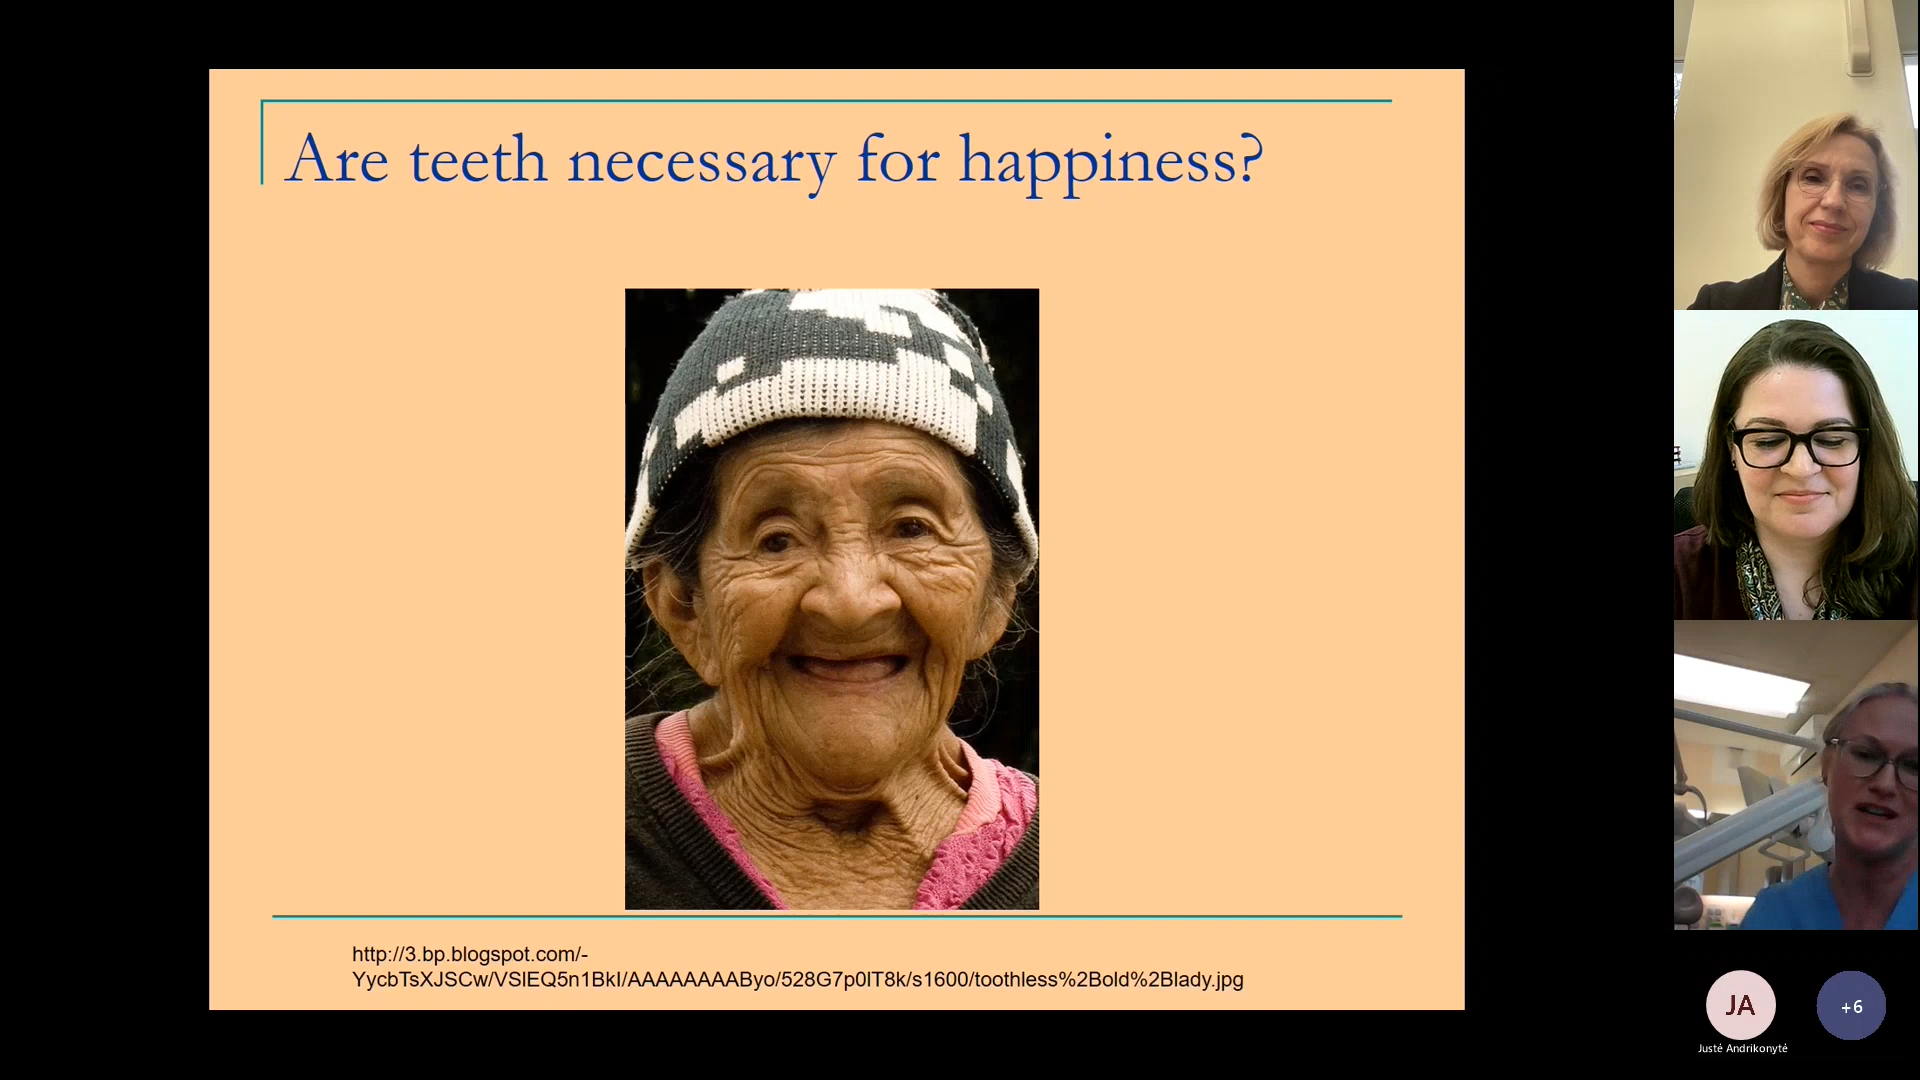 Are teeth necessary for happiness?
http://3.bp.blogspot.com/-
YycbTsXJSCw/VSlEQ5n1BkI/AAAAAAAAByo/528G7p0lT8k/s1600/toothless%2Bold%2Blady.jpg
JA
+6
Justė Andrikonytė